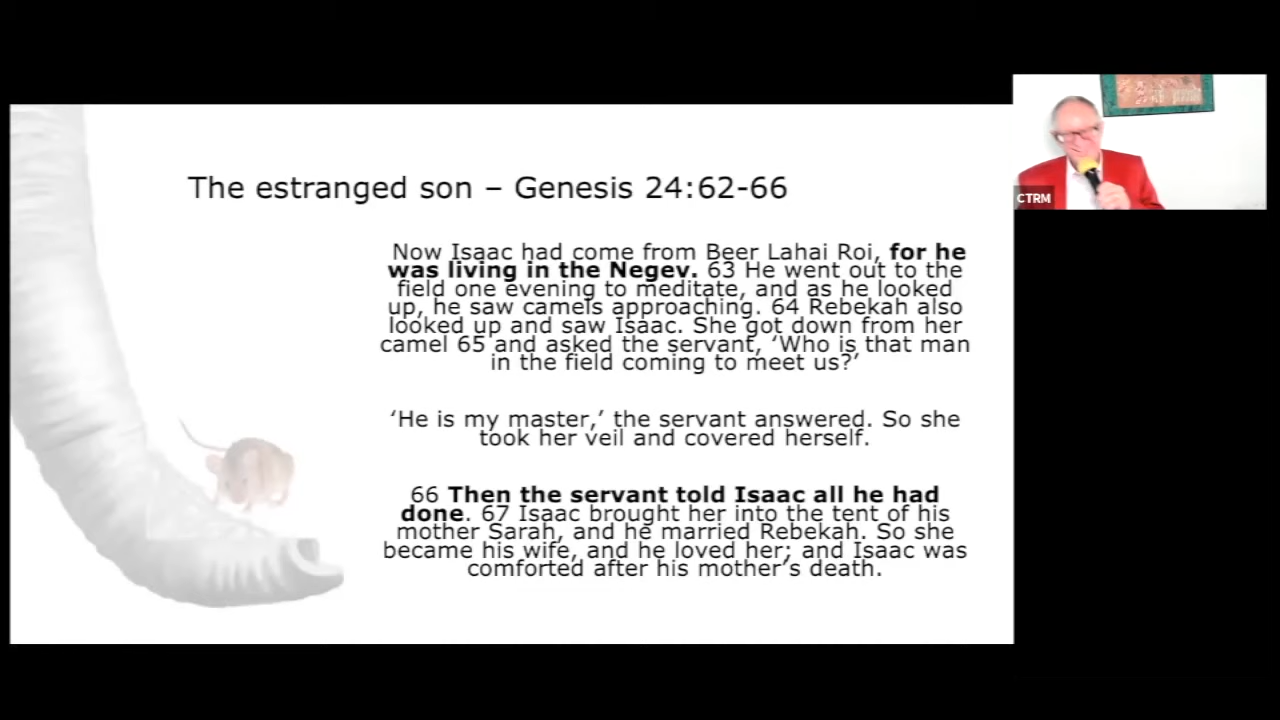 The estranged son – Genesis 24:62-66
CTRM
Now Isaac had come from Beer Lahai Roi, for he
was living in the Negev. 63 He went out to the
field one evening to meditate, and as he looked
up, he saw camels approaching. 64 Rebekah also
looked up and saw Isaac. She got down from her
camel 65 and asked the servant, ‘Who is that man
in the field coming to meet us?’
‘He is my master,’ the servant answered. So she
took her veil and covered herself.
66 Then the servant told Isaac all he had
done. 67 Isaac brought her into the tent of his
mother Sarah, and he married Rebekah. So she
became his wife, and he loved her; and Isaac was
comforted after his mother’s death.